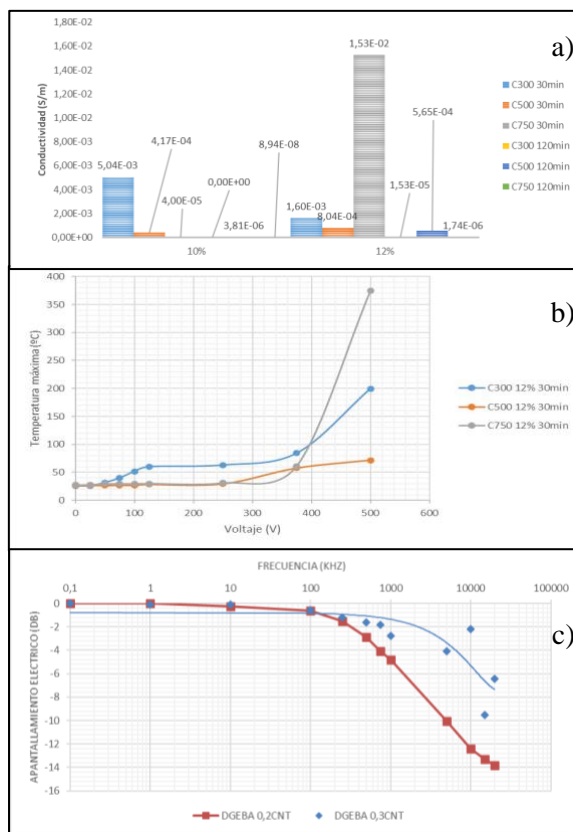 a)
1,80E-02
1,60E-02
1,40E-02
1,20E-02
1,00E-02
8,00E-03
6,00E-03
4,00E-03
2,00E-03
0,00E+00
Conductividad (S/m)
5,04E-03
4,17E-04
4,00E-05
0,00E+00
3,81E-06
8,94E-08
1,60E-03
8,04E-04
1,53E-02
1,53E-05
5,65E-04
1,74E-06
10%
12%
C300 30min
C500 30min
C750 30min
C300 120min
C500 120min
C750 120min
b)
400
350
300
250
200
150
100
50
0
Temperatura máxima (ºC)
0 100 200 300 400 500 600
Voltaje (V)
C300 12% 30min
C500 12% 30min
C750 12% 30min
c)
FRECUENCIA (KHZ)
0,1 1 10 100 1000 10000 100000
0
-2
-4
-6
-8
-10
-12
-14
-16
APANTALLAMIENTO ELECTRICO (DB)
DGEBA 0,2CNT DGEBA 0,3CNT